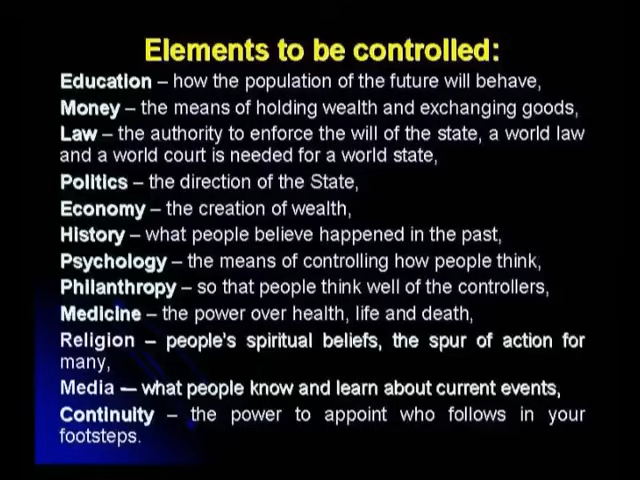 Elements to be controlled:
Education – how the population of the future will behave,
Money – the means of holding wealth and exchanging goods,
Law – the authority to enforce the will of the state, a world law
and a world court is needed for a world state,
Politics – the direction of the State,
Economy – the creation of wealth,
History – what people believe happened in the past,
Psychology – the means of controlling how people think,
Philanthropy – so that people think well of the controllers,
Medicine – the power over health, life and death,
Religion – people's spiritual beliefs, the spur of action for
many,
Media — what people know and learn about current events,
Continuity – the power to appoint who follows in your
footsteps.